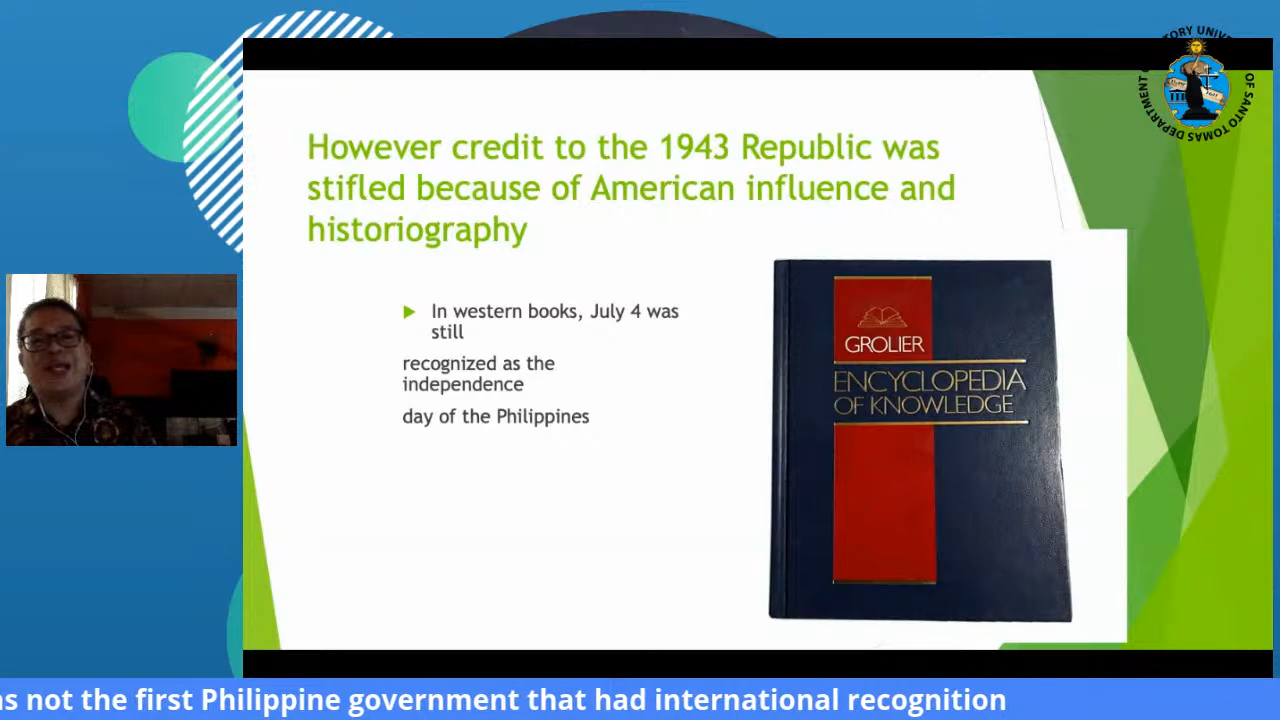 However credit to the 1943 Republic was
stifled because of American influence and
historiography
In western books, July 4 was
still
recognized as the
independence
day of the Philippines
GROLIER
ENCYCLOPEDIA
OF KNOWLEDGE
OF SANTO TOMAS DEPARTMENT
not the first Philippine government that had international recognition